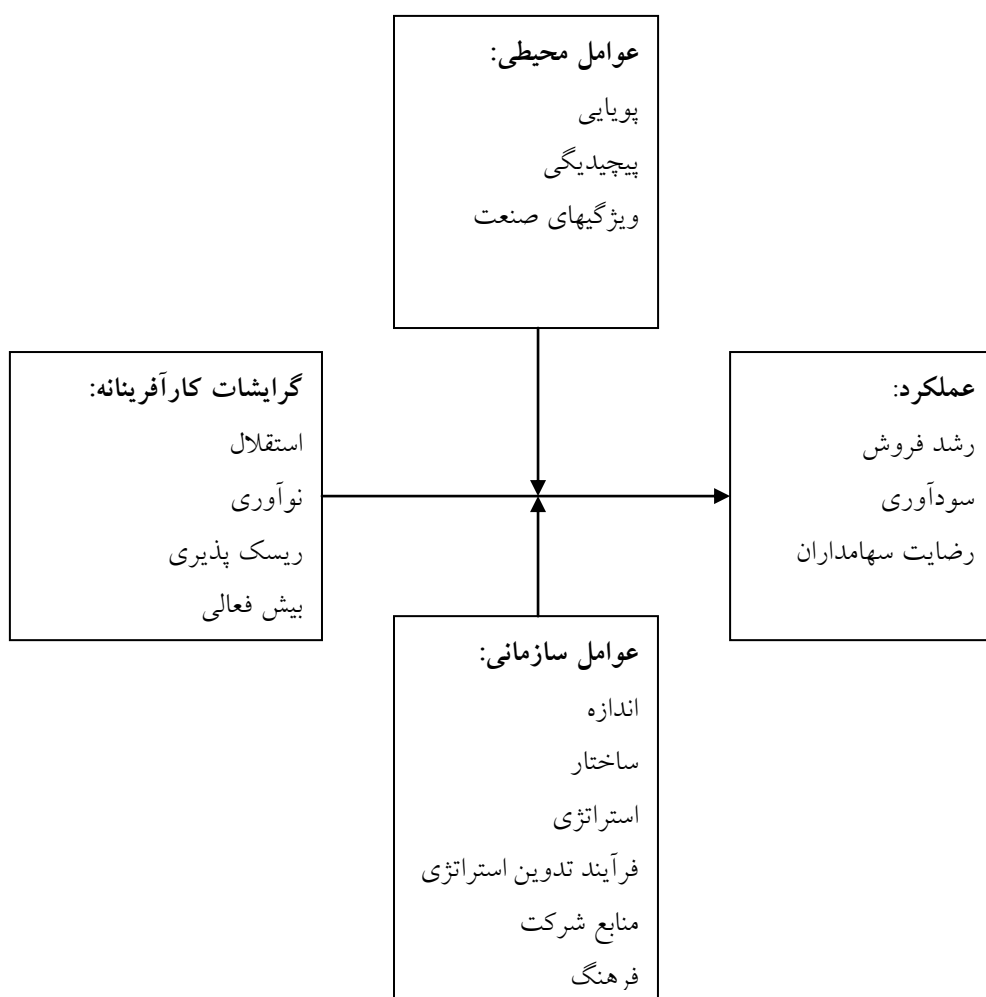 عوامل محیطی:
پویایی
پیچیدیگی
ویژگیهای صنعت
گرایشات کارآفرینانه:
استقلال
نوآوری
ریسک پذیری
بیش فعالی
عملکرد:
رشد فروش
سودآوری
رضایت سهامداران
عوامل سازمانی:
اندازه
ساختار
استراتژی
فرآیند تدوین استراتژی
منابع شرکت
فرهنگ